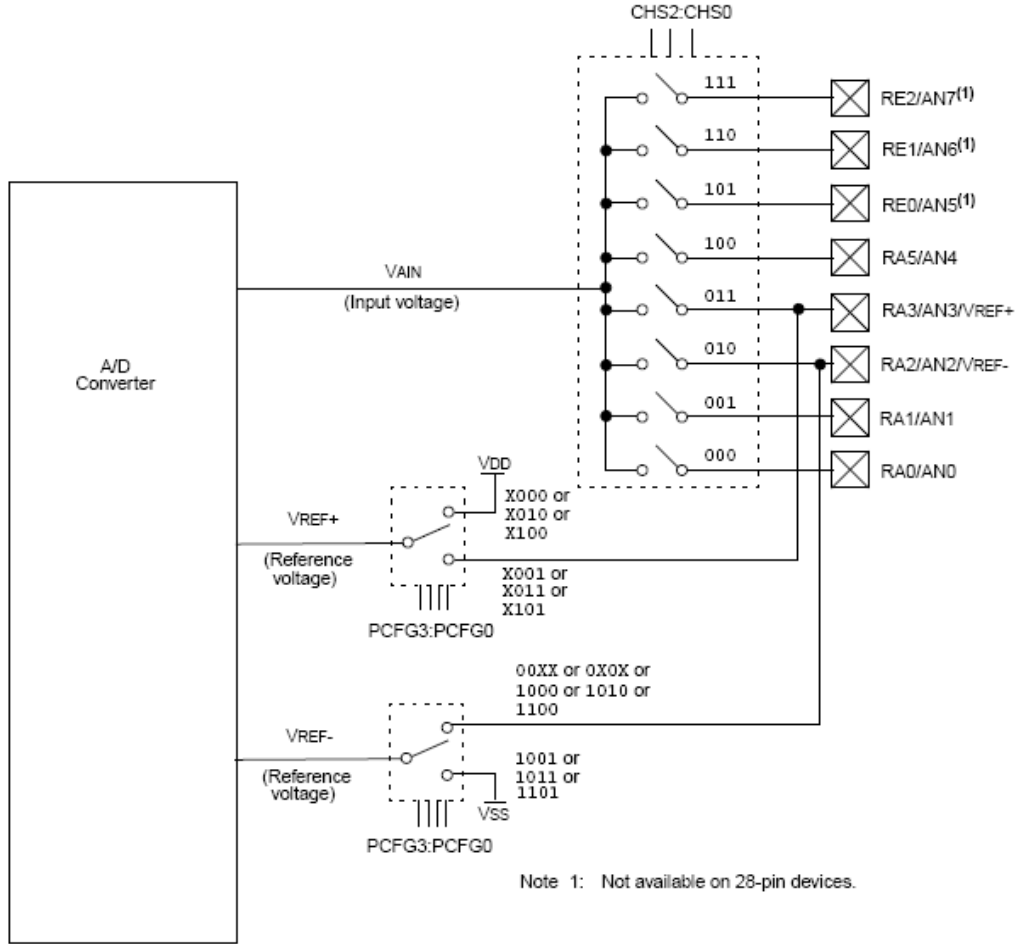 CHS2:CHS0
111
RE2/AN7(1)
110
RE1/AN6(1)
101
RE0/AN5(1)
100
RA5/AN4
VAIN
(Input voltage)
011
RA3/AN3/VREF+
010
RA2/AN2/VREF-
A/D
Converter
001
RA1/AN1
000
RA0/AN0
VDD
X000 or
X010 or
X100
VREF+
(Reference
voltage)
X001 or
X011 or
X101
PCFG3:PCFG0
00XX or 0X0X or
1000 or 1010 or
1100
VREF-
(Reference
voltage)
1001 or
1011 or
1101
VSS
PCFG3:PCFG0
Note 1: Not available on 28-pin devices.